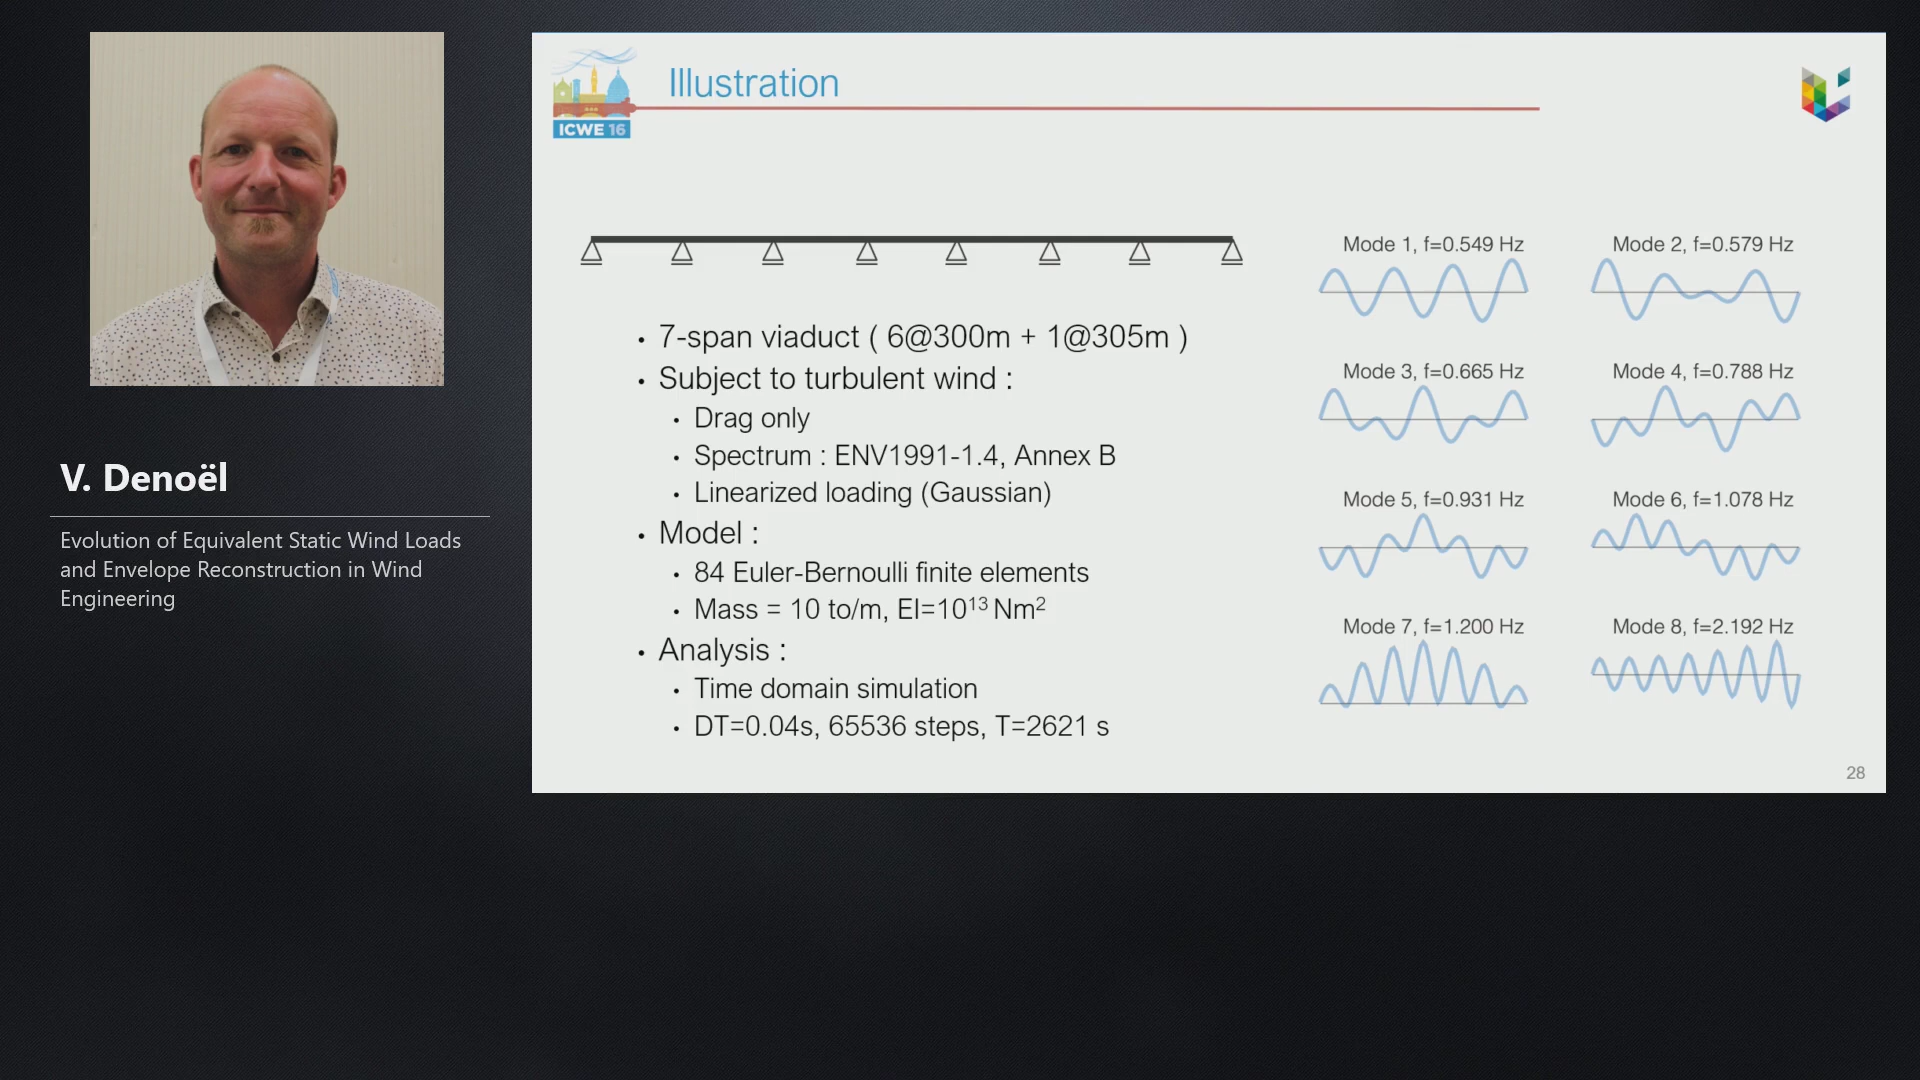 V. Denoël
Evolution of Equivalent Static Wind Loads
and Envelope Reconstruction in Wind
Engineering
ICWE 16
Illustration
• 7-span viaduct ( 6@300m + 1@305m )
• Subject to turbulent wind :
• Drag only
• Spectrum : ENV1991-1.4, Annex B
• Linearized loading (Gaussian)
• Model :
• 84 Euler-Bernoulli finite elements
• Mass = 10 to/m, EI=10¹³ Nm²
• Analysis :
• Time domain simulation
• DT=0.04s, 65536 steps, T=2621 s
Mode 1, f=0.549 Hz
Mode 2, f=0.579 Hz
Mode 3, f=0.665 Hz
Mode 4, f=0.788 Hz
Mode 5, f=0.931 Hz
Mode 6, f=1.078 Hz
Mode 7, f=1.200 Hz
Mode 8, f=2.192 Hz
28